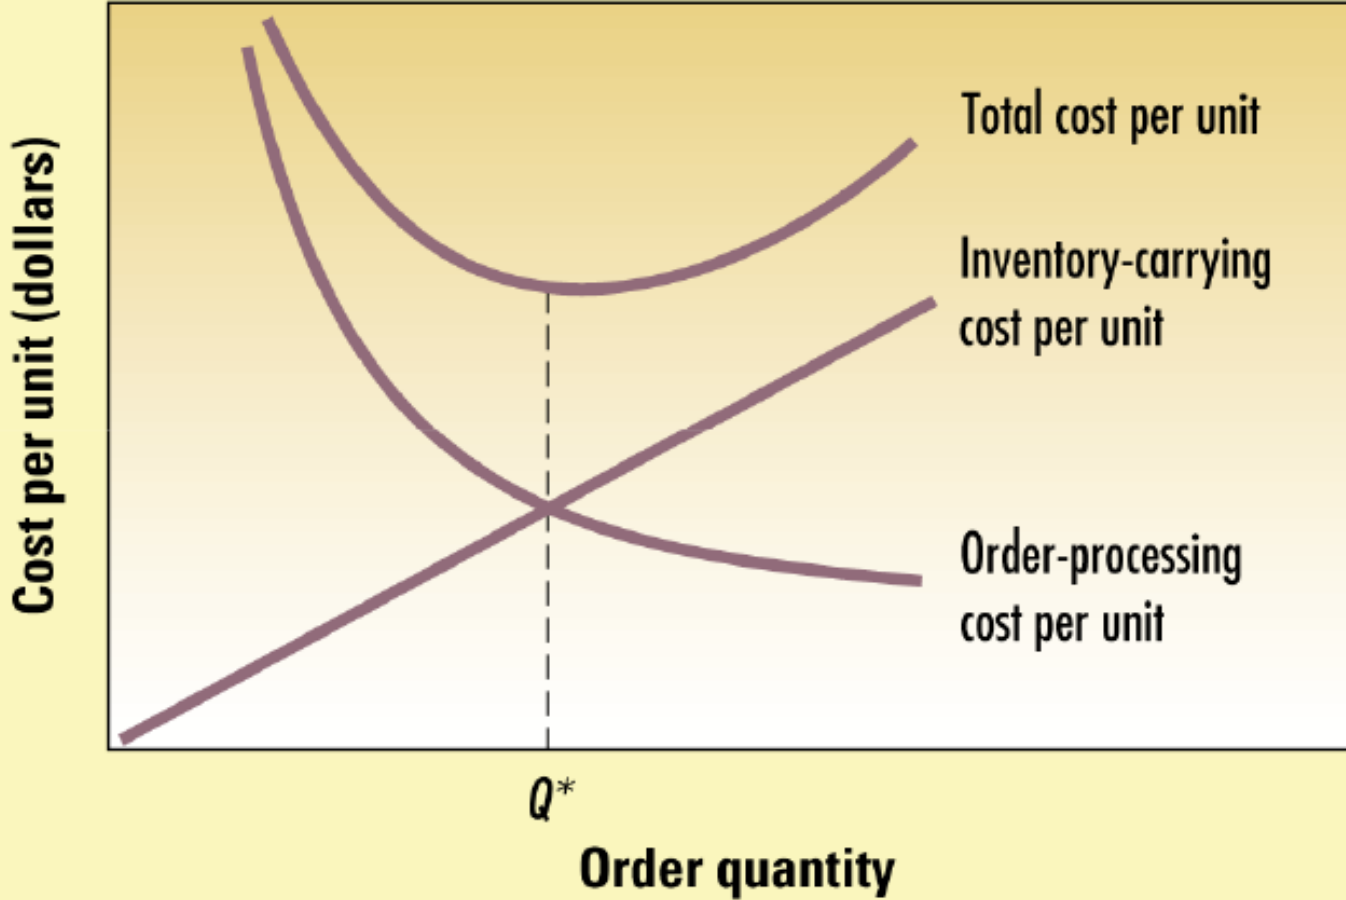 Cost per unit (dollars)
Total cost per unit
Inventory-carrying
cost per unit
Order-processing
cost per unit
Q*
Order quantity